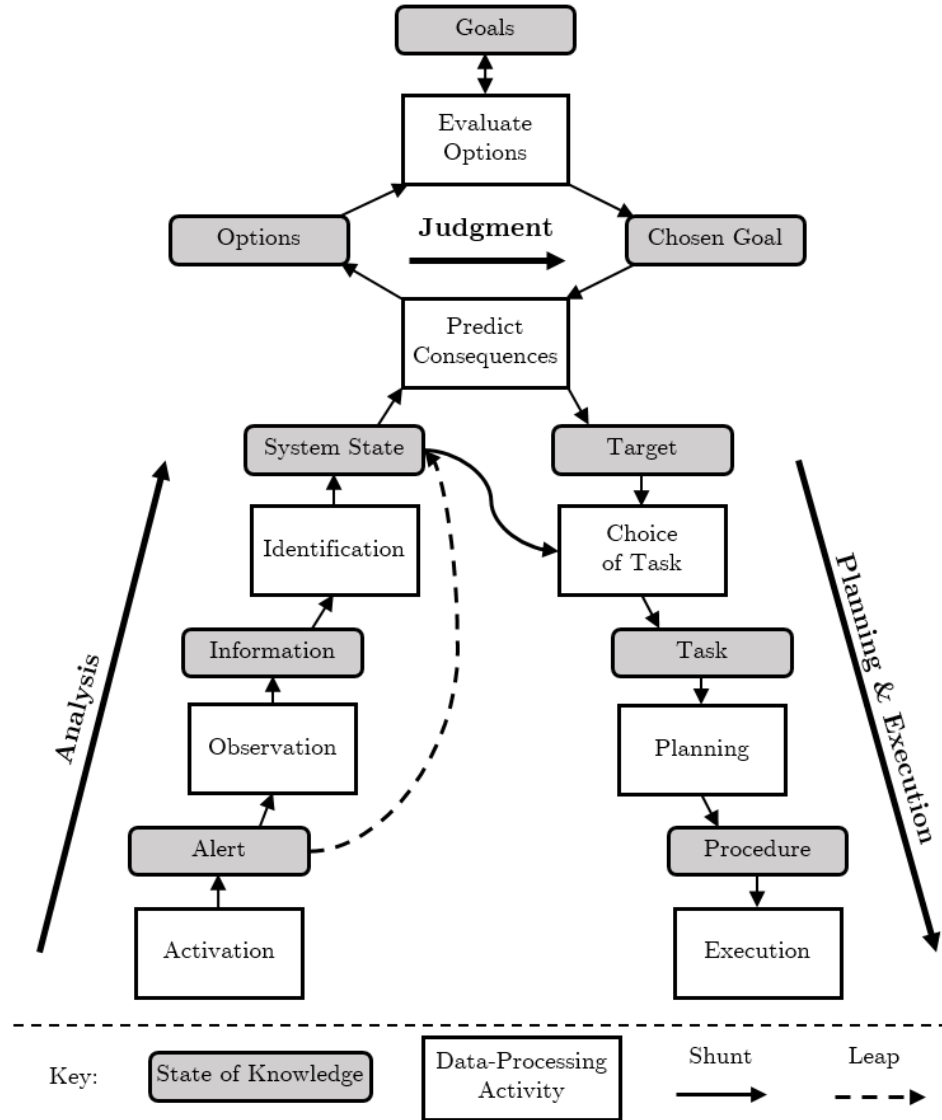 Goals
Evaluate
Options
Options
Judgment
Chosen Goal
Predict
Consequences
System State
Target
Identification
Choice
of Task
Analysis
Planning & Execution
Information
Task
Observation
Planning
Alert
Procedure
Activation
Execution
Key:
State of Knowledge
Data-Processing
Activity
Shunt
Leap